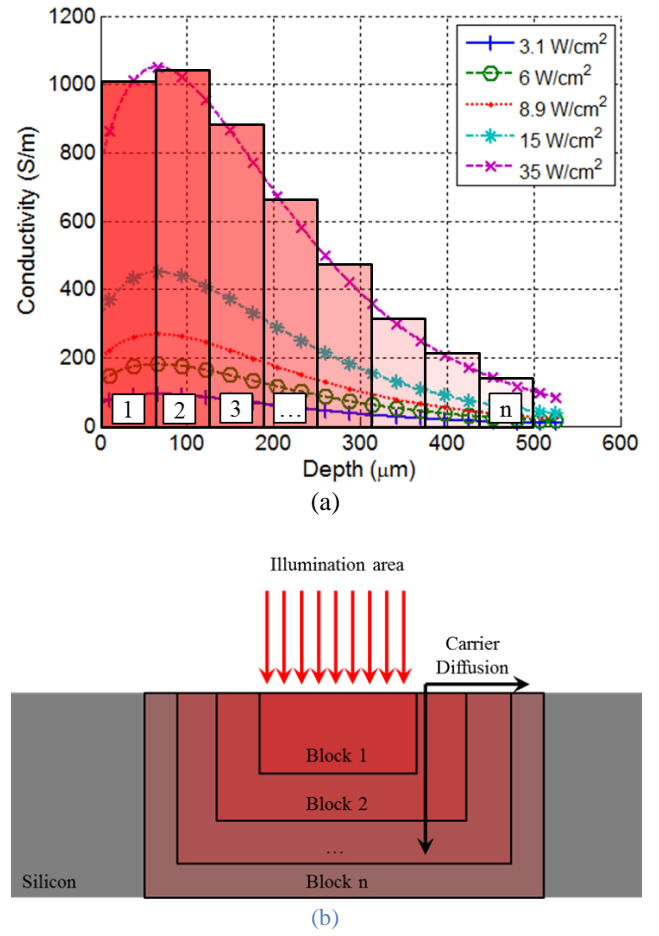 1200
1000
800
600
400
200
0
Conductivity (S/m)
3.1 W/cm²
6 W/cm²
8.9 W/cm²
15 W/cm²
35 W/cm²
1 2 3 ... n
0 100 200 300 400 500 600
Depth (μm)
(a)
Illumination area
Carrier
Diffusion
Block 1
Block 2
...
Silicon
Block n
(b)